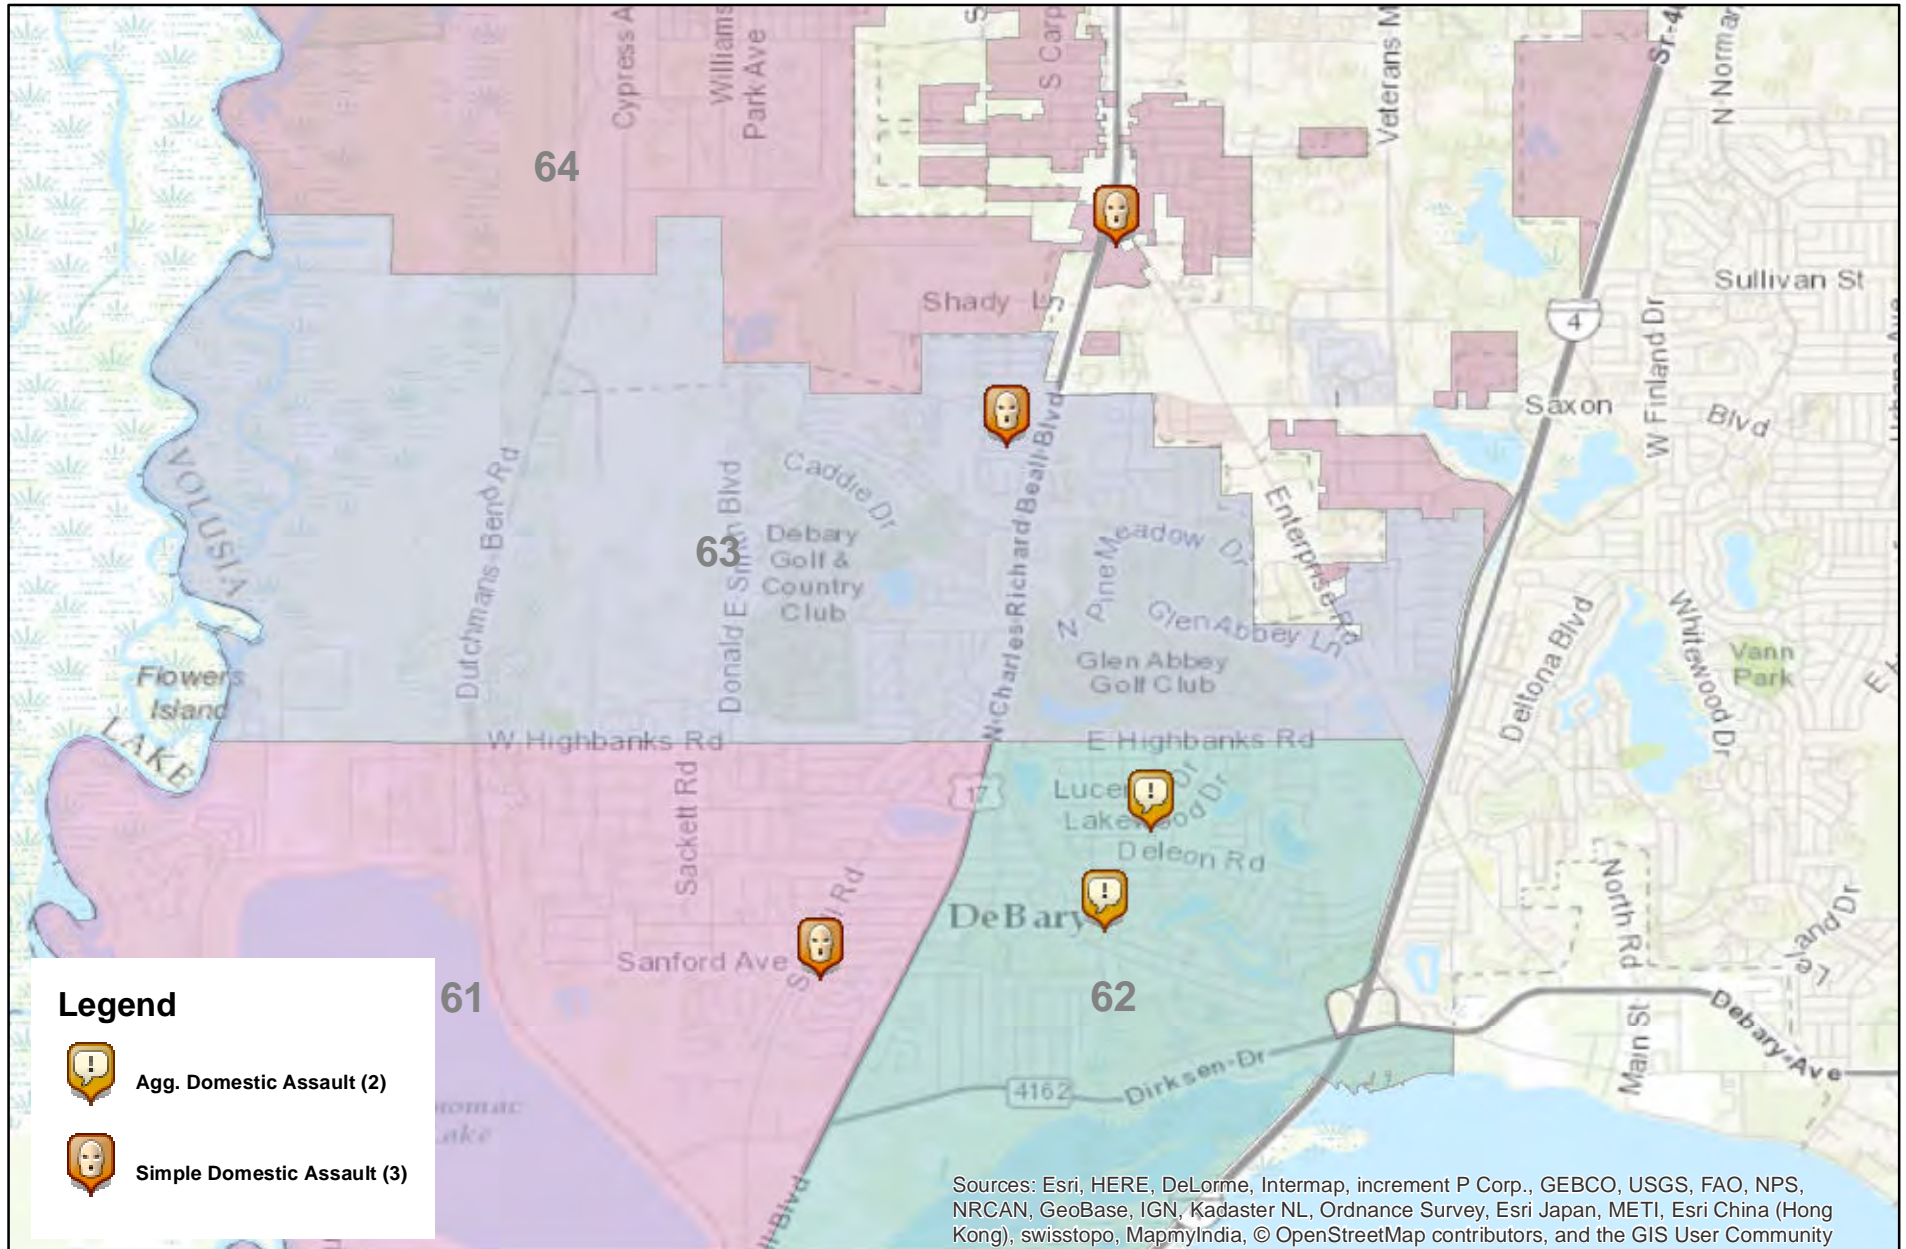 Cypress A
Williams
Park Ave
S Carp
Veterans M
Sr-4
N Norma
64
Sullivan St
Shady Ln
4
W Finland Dr
Saxon
Blvd
VOLUSIA
Dutchmans Bend Rd
Donald E Smith Blvd
Caddie Dr
63
Debary
Golf &
Country
Club
N Charles Richard Beall Blvd
N Pine Meadow Dr
Enterprise Rd
Glen Abbey Ln
Glen Abbey
Golf Club
Deltona Blvd
Whitewood Dr
Vann
Park
Flowers
Island
LAKE
W Highbanks Rd
E Highbanks Rd
Sackett Rd
17
Dr
Lakewood Dr
Deleon Rd
DeBary
Sanford Ave
Rd
61
62
North Rd
Leland Dr
Main St
Debary-Ave
4162
Dirksen-Dr
Blvd
Legend
Agg. Domestic Assault (2)
Simple Domestic Assault (3)
Sources: Esri, HERE, DeLorme, Intermap, increment P Corp., GEBCO, USGS, FAO, NPS,
NRCAN, GeoBase, IGN, Kadaster NL, Ordnance Survey, Esri Japan, METI, Esri China (Hong
Kong), swisstopo, MapmyIndia, © OpenStreetMap contributors, and the GIS User Community